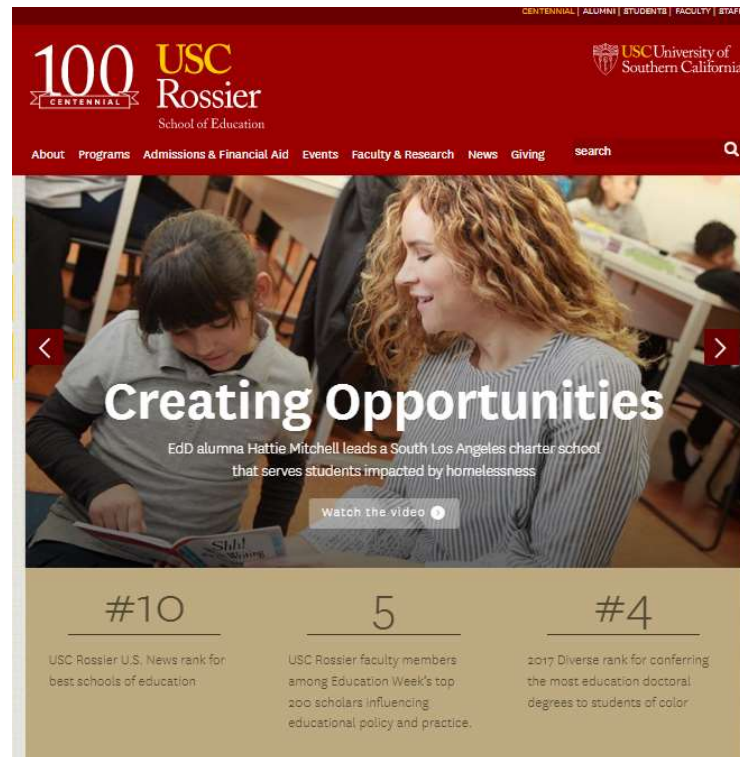 CENTENNIAL | ALUMNI | STUDENTS | FACULTY | STAFF
100
CENTENNIAL
USC
Rossier
School of Education
USC University of
Southern California
About Programs Admissions & Financial Aid Events Faculty & Research News Giving search
Creating Opportunities
EdD alumna Hattie Mitchell leads a South Los Angeles charter school
that serves students impacted by homelessness
Watch the video
Shh!
#10
USC Rossier U.S. News rank for
best schools of education
5
USC Rossier faculty members
among Education Week's top
200 scholars influencing
educational policy and practice.
#4
2017 Diverse rank for conferring
the most education doctoral
degrees to students of color